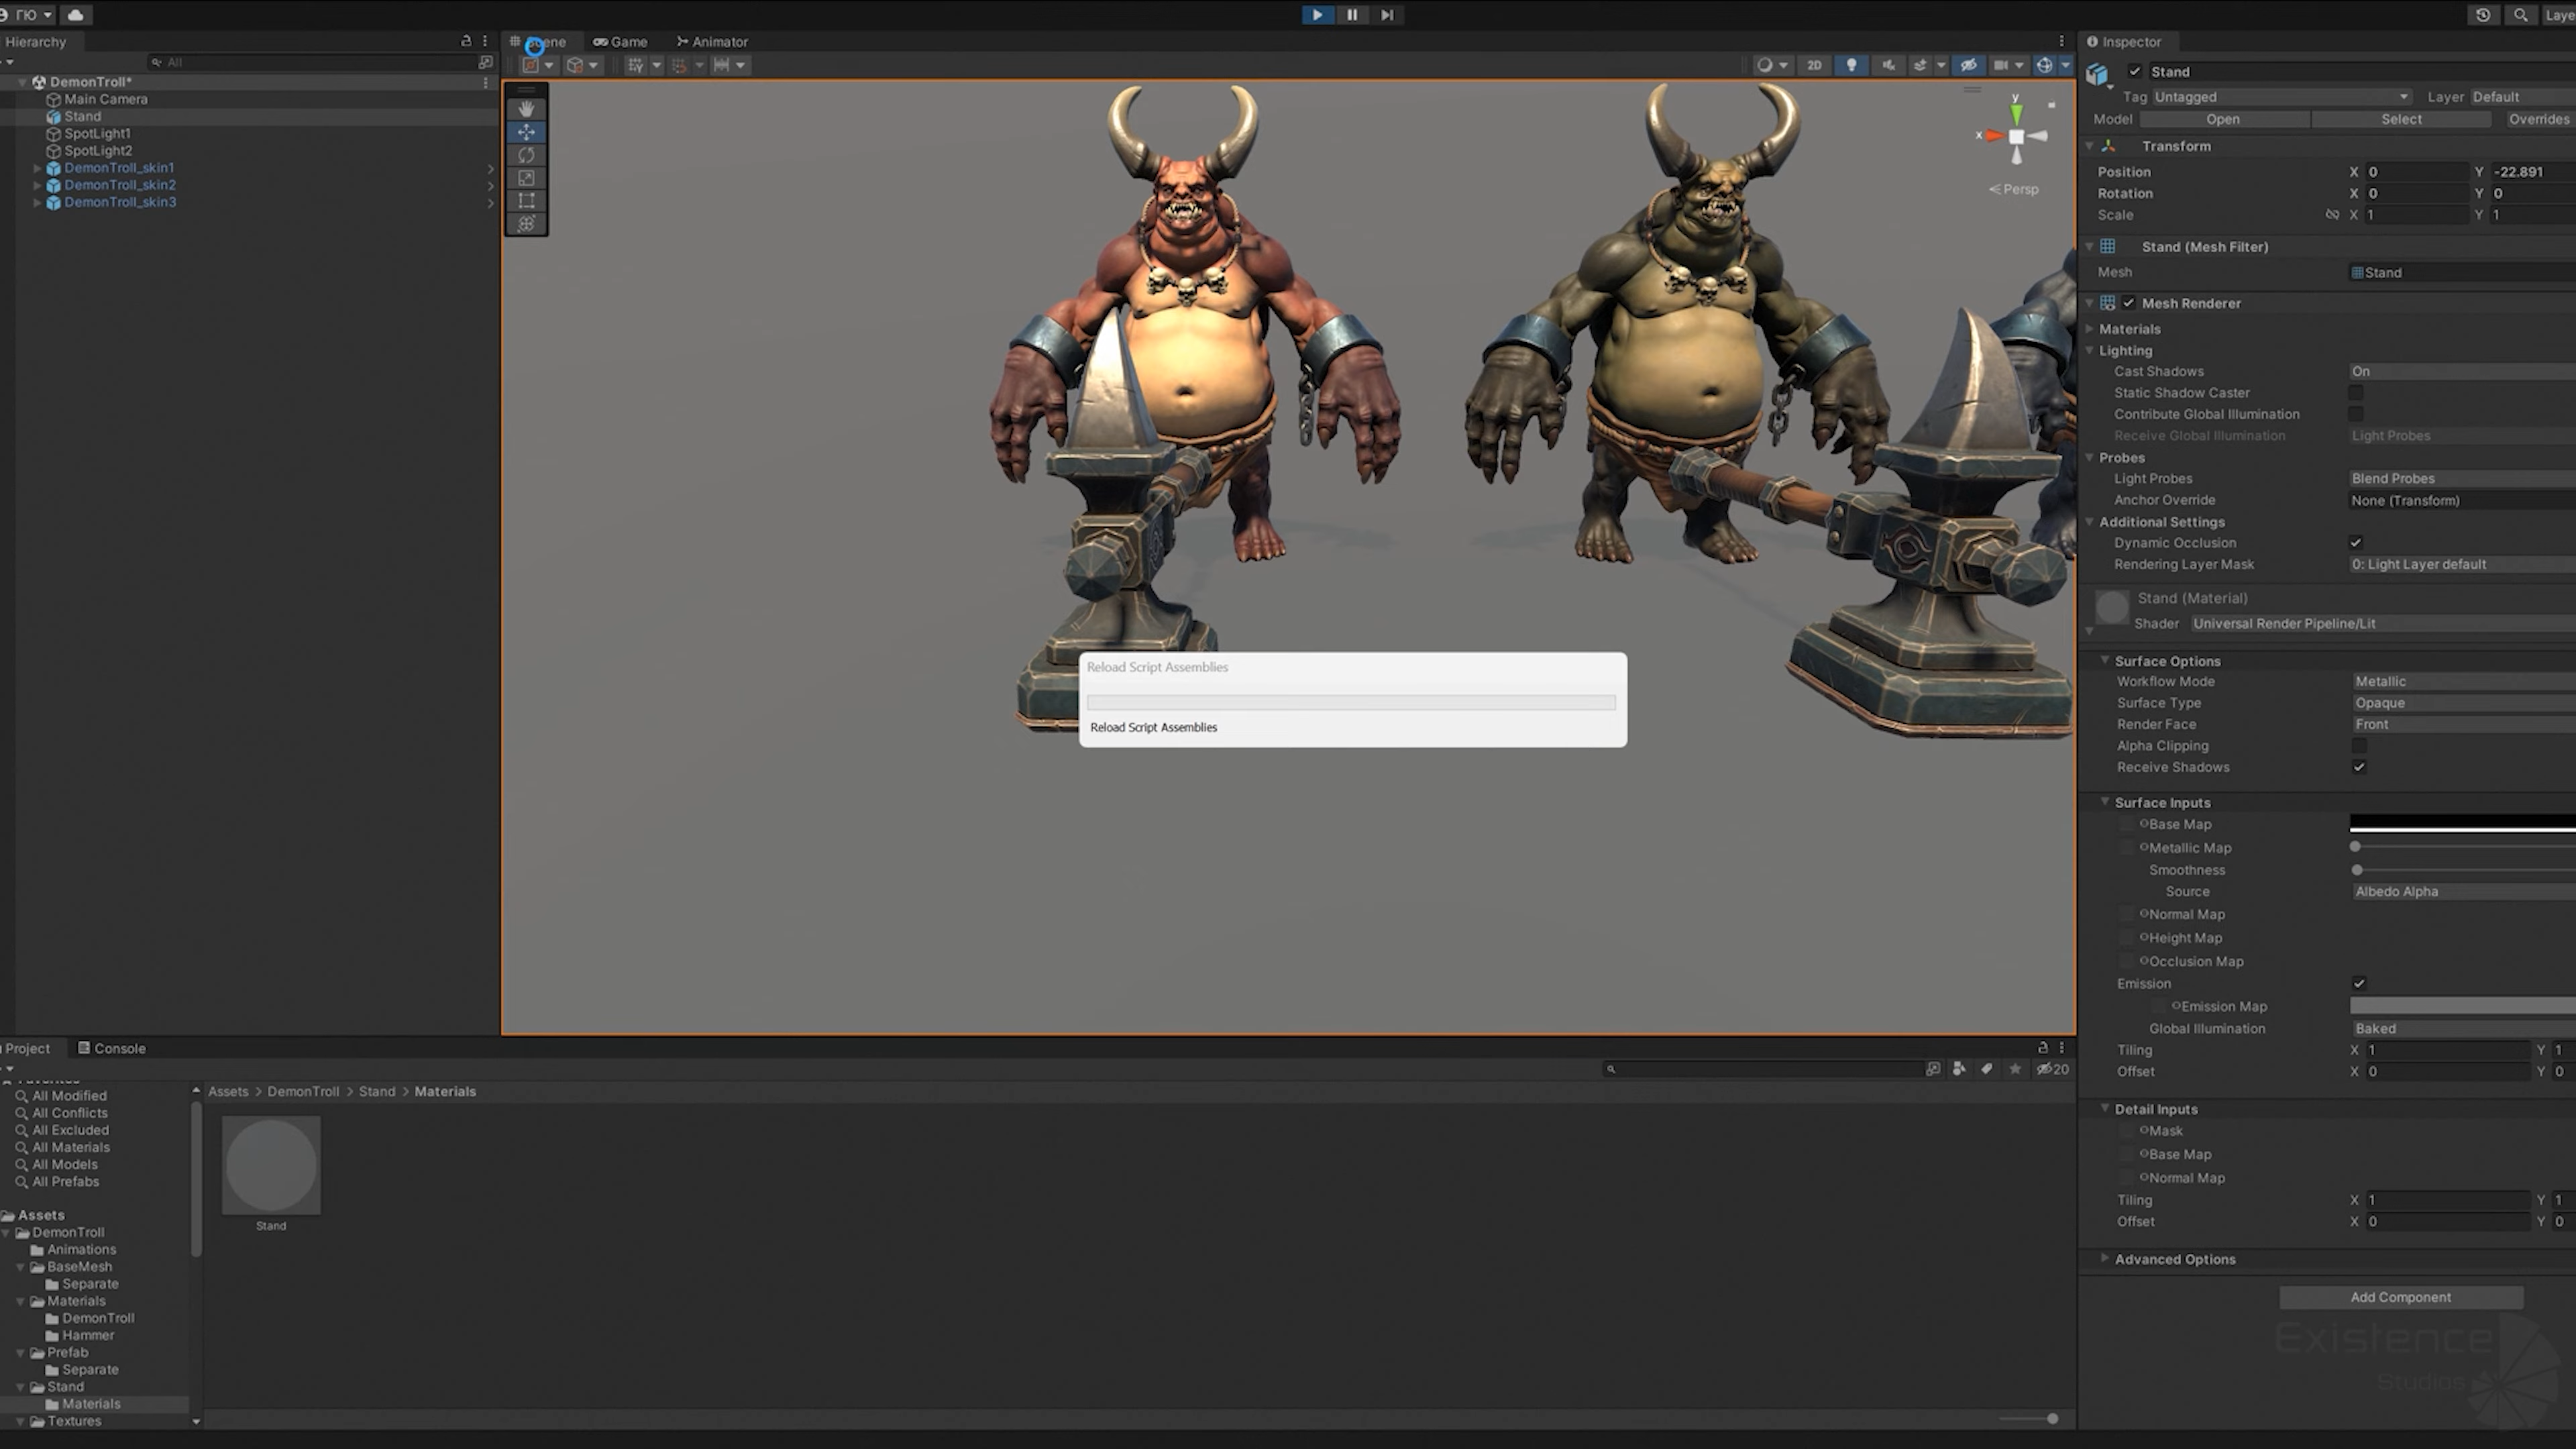 ГЮ
Laye
Hierarchy
Scene
Game
Animator
Inspector
All
2D
DemonTroll*
Main Camera
Stand
SpotLight1
SpotLight2
DemonTroll_skin1
DemonTroll_skin2
DemonTroll_skin3
y
x
Persp
Stand
Tag Untagged
Layer Default
Model Open Select Overrides
Transform
Position X 0 Y -22.891
Rotation X 0 Y 0
Scale X 1 Y 1
Stand (Mesh Filter)
Mesh Stand
Mesh Renderer
Materials
Lighting
Cast Shadows On
Static Shadow Caster
Contribute Global Illumination
Receive Global Illumination Light Probes
Probes
Light Probes Blend Probes
Anchor Override None (Transform)
Additional Settings
Dynamic Occlusion
Rendering Layer Mask 0: Light Layer default
Stand (Material)
Shader Universal Render Pipeline/Lit
Surface Options
Workflow Mode Metallic
Surface Type Opaque
Render Face Front
Alpha Clipping
Receive Shadows
Surface Inputs
Base Map
Metallic Map
Smoothness
Source Albedo Alpha
Normal Map
Height Map
Occlusion Map
Emission
Emission Map
Global Illumination Baked
Tiling X 1 Y 1
Offset X 0 Y 0
Detail Inputs
Mask
Base Map
Normal Map
Tiling X 1 Y 1
Offset X 0 Y 0
Advanced Options
Add Component
Existence
Studios
Reload Script Assemblies
Reload Script Assemblies
Project
Console
20
Favorites
All Modified
All Conflicts
All Excluded
All Materials
All Models
All Prefabs
Assets
DemonTroll
Animations
BaseMesh
Separate
Materials
DemonTroll
Hammer
Prefab
Separate
Stand
Materials
Textures
Assets > DemonTroll > Stand > Materials
Stand